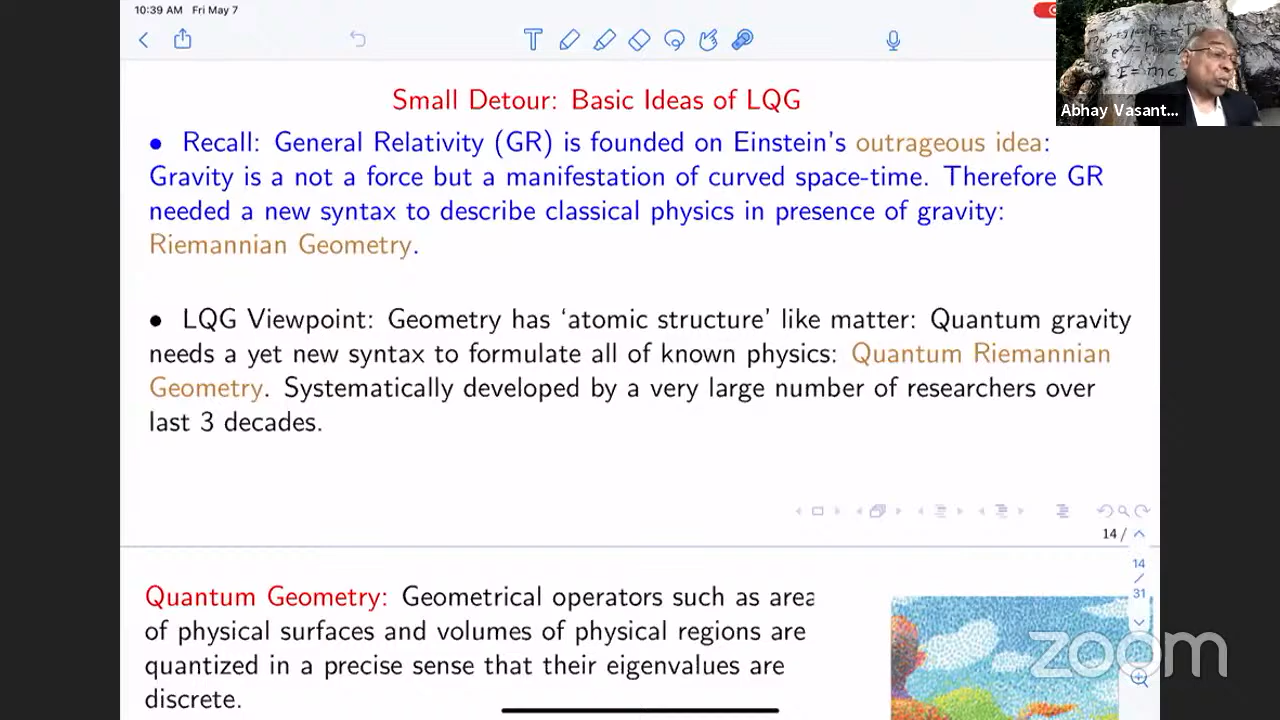 10:39 AM Fri May 7
Small Detour: Basic Ideas of LQG
• Recall: General Relativity (GR) is founded on Einstein's outrageous idea:
Gravity is a not a force but a manifestation of curved space-time. Therefore GR
needed a new syntax to describe classical physics in presence of gravity:
Riemannian Geometry.
• LQG Viewpoint: Geometry has ‘atomic structure’ like matter: Quantum gravity
needs a yet new syntax to formulate all of known physics: Quantum Riemannian
Geometry. Systematically developed by a very large number of researchers over
last 3 decades.
14 /
14
/
31
Quantum Geometry: Geometrical operators such as area
of physical surfaces and volumes of physical regions are
quantized in a precise sense that their eigenvalues are
discrete.
E=mc
Abhay Vasant...
zoom